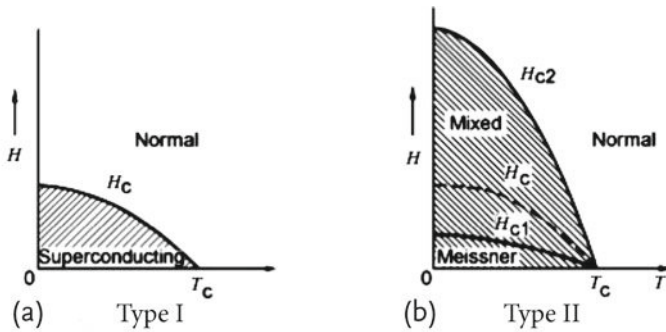 H
Normal
Hc
Superconducting
0
Tc
(a) Type I
H
Hc2
Mixed
Normal
Hc
Hc1
Meissner
0
Tc
T
(b) Type II